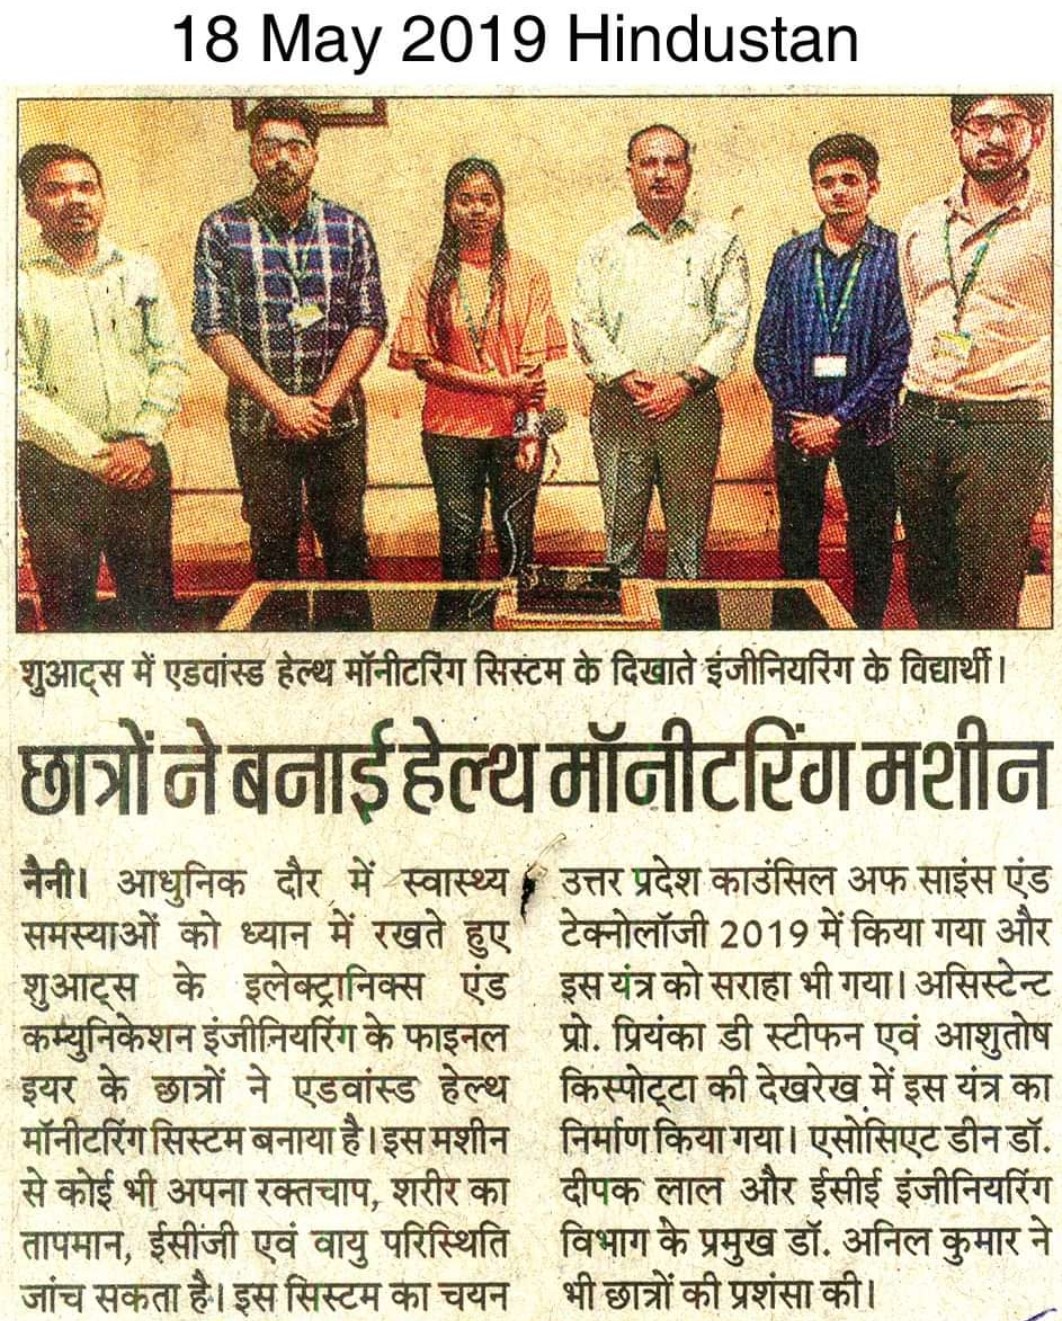 18 May 2019 Hindustan
शुआट्स में एडवांस्ड हेल्थ मॉनीटरिंग सिस्टम के दिखाते इंजीनियरिंग के विद्यार्थी।
छात्रों ने बनाई हेल्थ मॉनीटरिंग मशीन
नैनी। आधुनिक दौर में स्वास्थ्य
समस्याओं को ध्यान में रखते हुए
शुआट्स के इलेक्ट्रानिक्स एंड
कम्युनिकेशन इंजीनियरिंग के फाइनल
इयर के छात्रों ने एडवांस्ड हेल्थ
मॉनीटरिंग सिस्टम बनाया है। इस मशीन
से कोई भी अपना रक्तचाप, शरीर का
तापमान, ईसीजी एवं वायु परिस्थिति
जांच सकता है। इस सिस्टम का चयन
उत्तर प्रदेश काउंसिल अफ साइंस एंड
टेक्नोलॉजी 2019 में किया गया और
इस यंत्र को सराहा भी गया। असिस्टेन्ट
प्रो. प्रियंका डी स्टीफन एवं आशुतोष
किस्पोट्टा की देखरेख में इस यंत्र का
निर्माण किया गया। एसोसिएट डीन डॉ.
दीपक लाल और ईसीई इंजीनियरिंग
विभाग के प्रमुख डॉ. अनिल कुमार ने
भी छात्रों की प्रशंसा की।